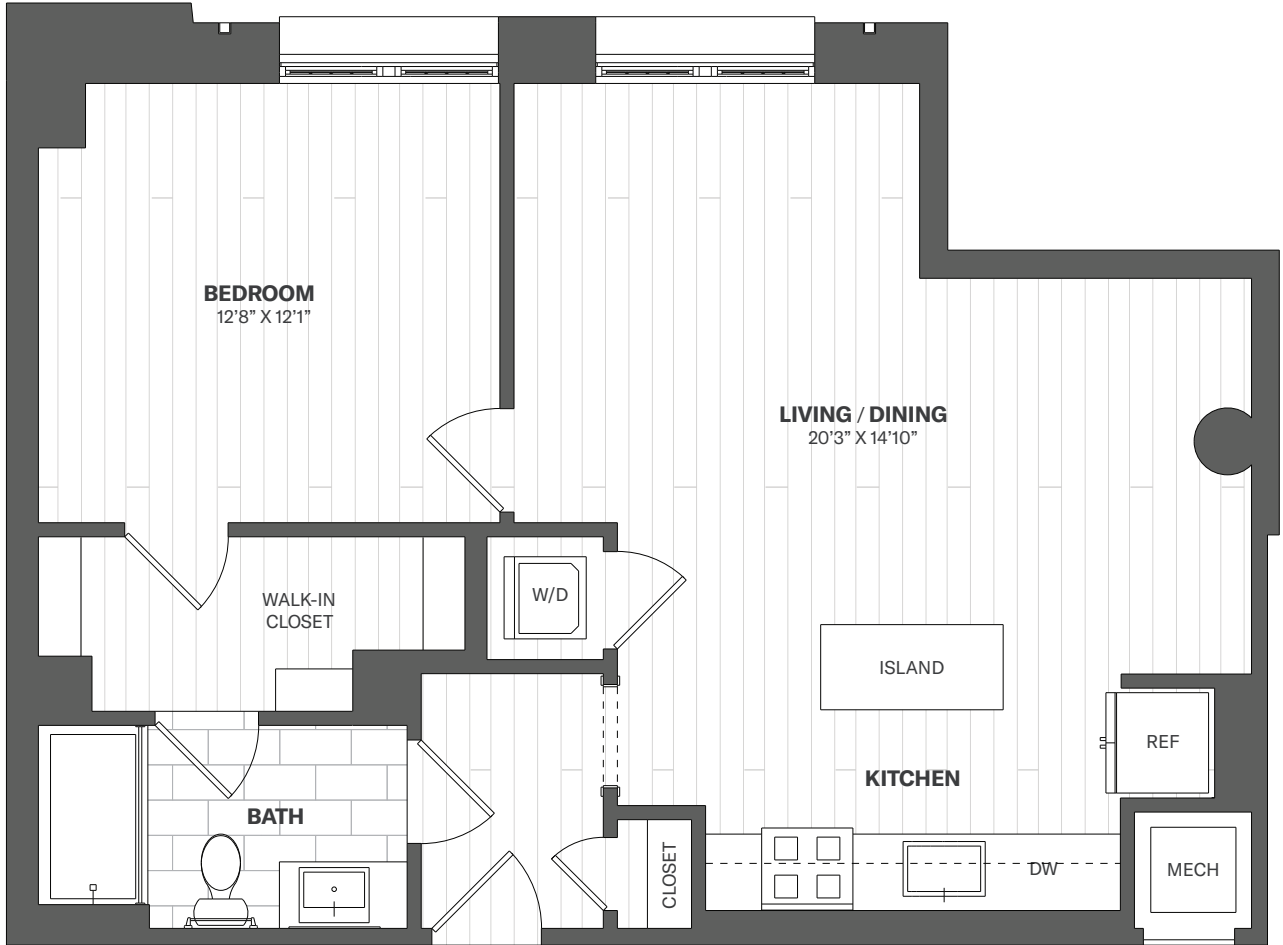 BEDROOM
12’8” X 12’1”
LIVING / DINING
20’3” X 14’10”
WALK-IN
CLOSET
W/D
ISLAND
REF
KITCHEN
BATH
CLOSET
DW
MECH